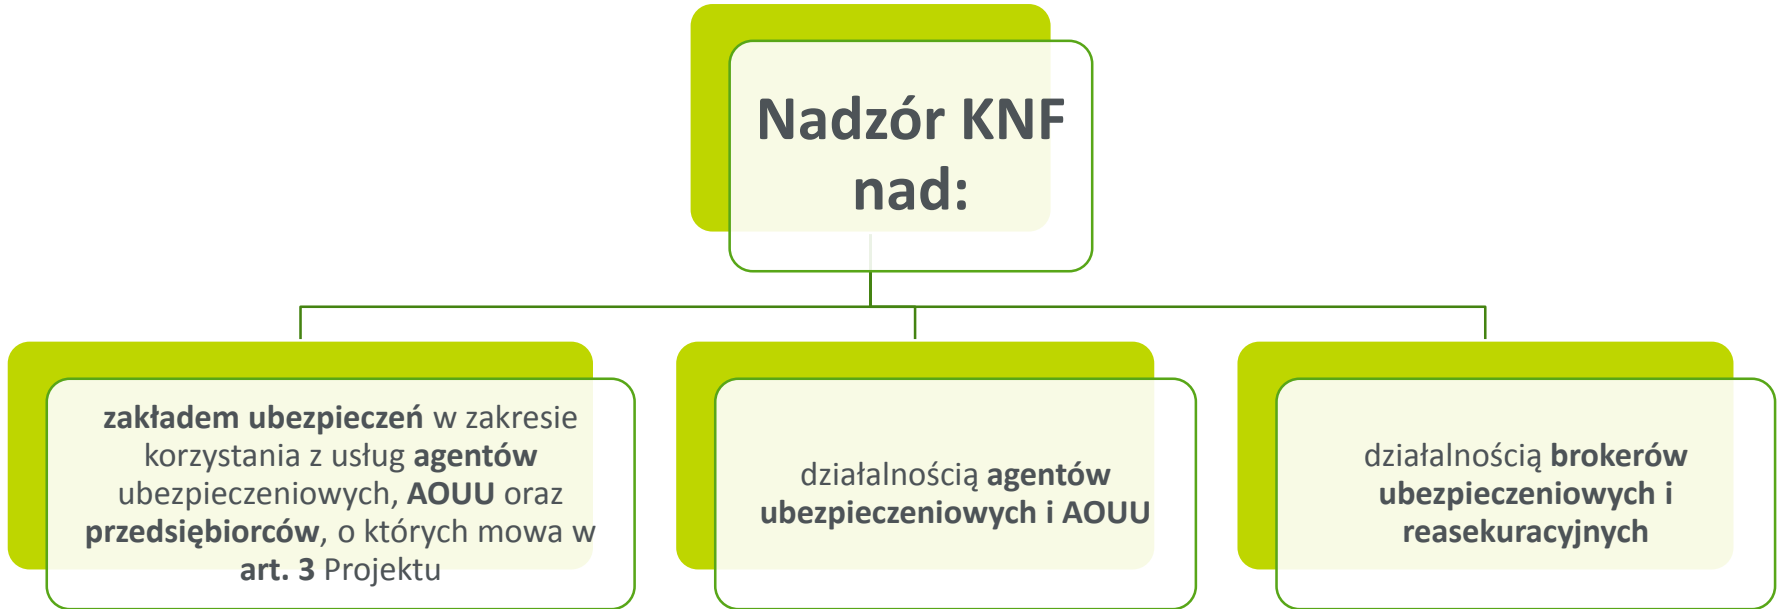 Nadzór KNF
nad:
zakładem ubezpieczeń w zakresie
korzystania z usług agentów
ubezpieczeniowych, AOUU oraz
przedsiębiorców, o których mowa w
art. 3 Projektu
działalnością agentów
ubezpieczeniowych i AOUU
działalnością brokerów
ubezpieczeniowych i
reasekuracyjnych